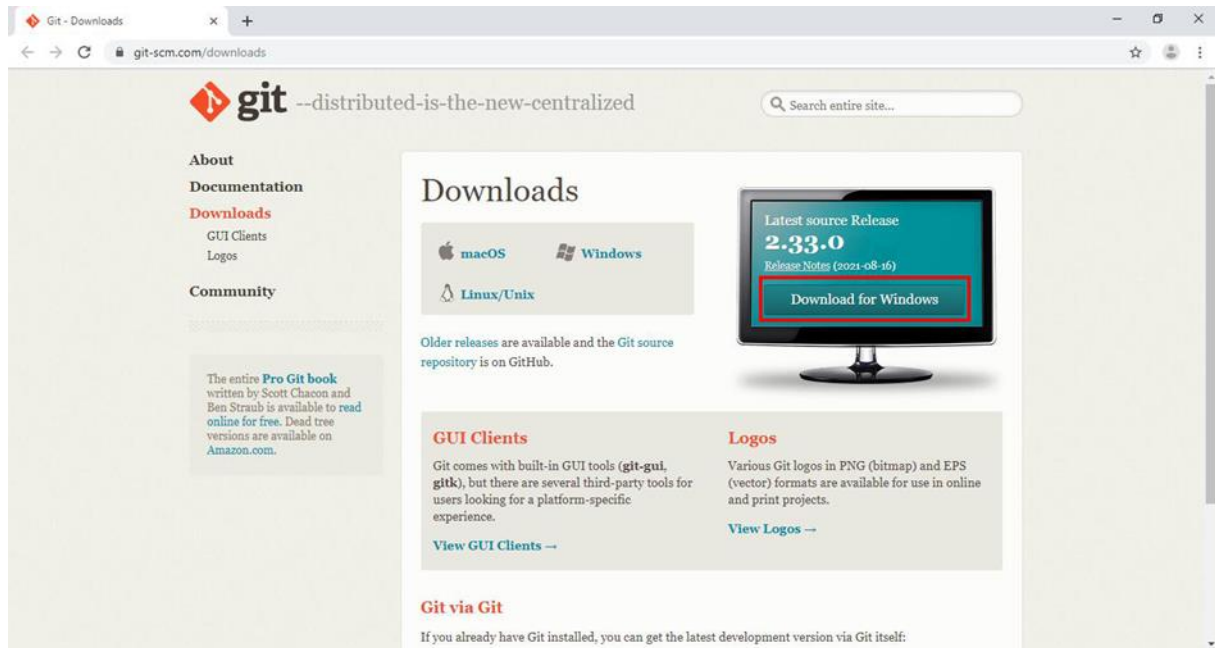 Git - Downloads
git-scm.com/downloads
git --distributed-is-the-new-centralized
Search entire site...
About
Documentation
Downloads
GUI Clients
Logos
Community
The entire Pro Git book
written by Scott Chacon and
Ben Straub is available to read
online for free. Dead tree
versions are available on
Amazon.com.
Downloads
macOS
Windows
Linux/Unix
Older releases are available and the Git source
repository is on GitHub.
Latest source Release
2.33.0
Release Notes (2021-08-16)
Download for Windows
GUI Clients
Git comes with built-in GUI tools (git-gui,
gitk), but there are several third-party tools for
users looking for a platform-specific
experience.
View GUI Clients →
Logos
Various Git logos in PNG (bitmap) and EPS
(vector) formats are available for use in online
and print projects.
View Logos →
Git via Git
If you already have Git installed, you can get the latest development version via Git itself: